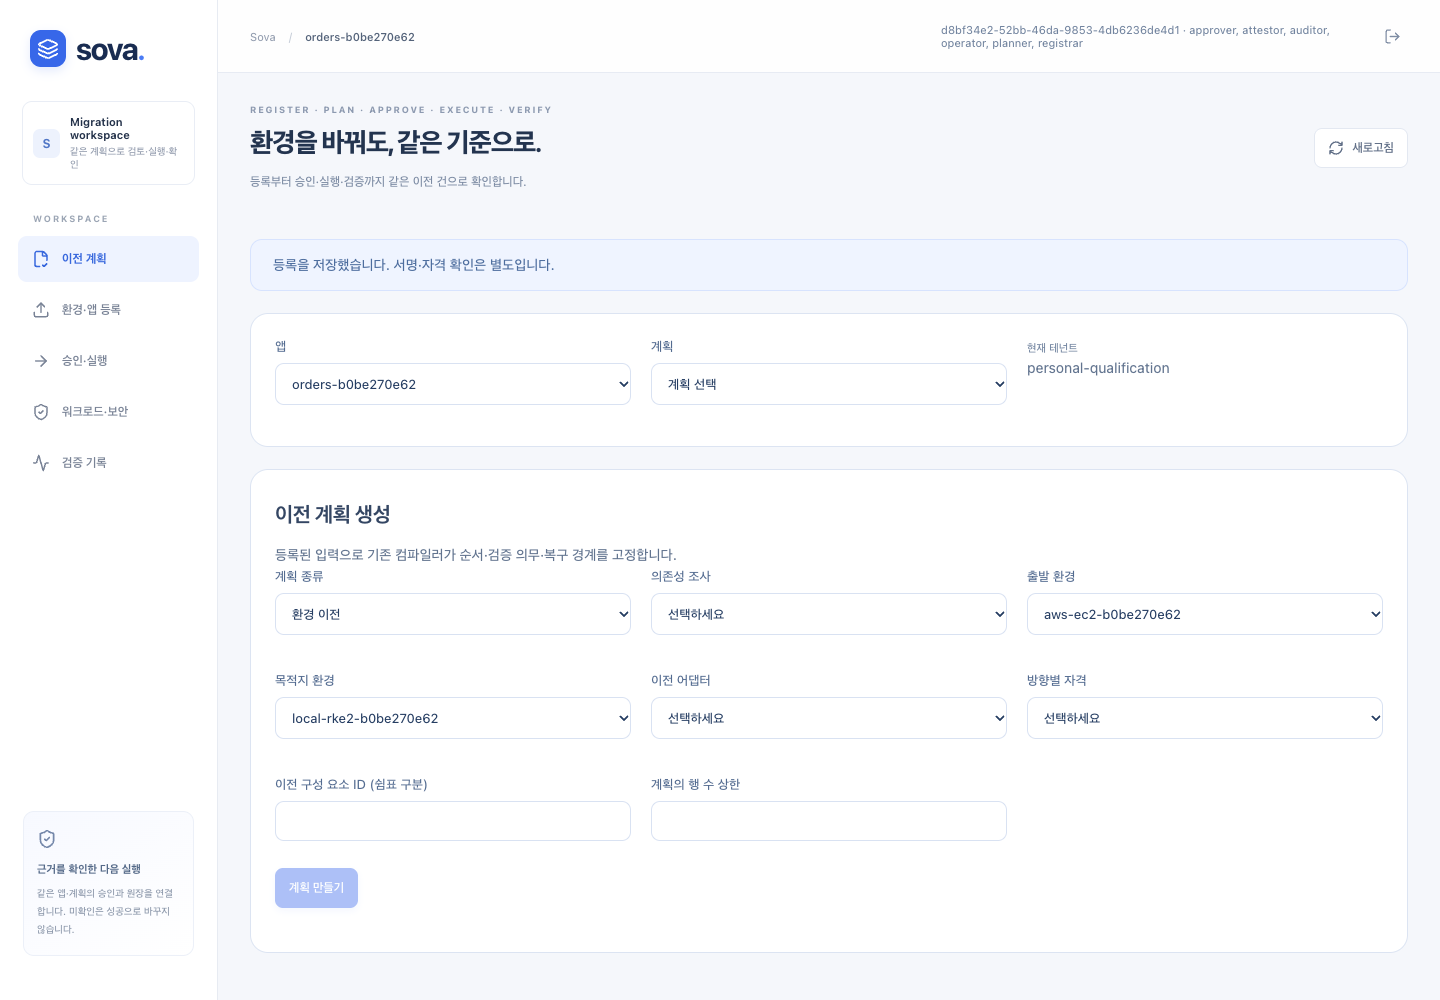 sova.
Sova / orders-b0be270e62
d8bf34e2-52bb-46da-9853-4db6236de4d1 · approver, attestor, auditor,
operator, planner, registrar
S
Migration
workspace
같은 계획으로 검토·실행·확
인
WORKSPACE
이전 계획
환경·앱 등록
승인·실행
워크로드·보안
검증 기록
근거를 확인한 다음 실행
같은 앱·계획의 승인과 원장을 연결
합니다. 미확인은 성공으로 바꾸지
않습니다.
REGISTER · PLAN · APPROVE · EXECUTE · VERIFY
환경을 바꿔도, 같은 기준으로.
등록부터 승인·실행·검증까지 같은 이전 건으로 확인합니다.
새로고침
등록을 저장했습니다. 서명·자격 확인은 별도입니다.
앱
계획
현재 테넌트
orders-b0be270e62
계획 선택
personal-qualification
이전 계획 생성
등록된 입력으로 기존 컴파일러가 순서·검증 의무·복구 경계를 고정합니다.
계획 종류
의존성 조사
출발 환경
환경 이전
선택하세요
aws-ec2-b0be270e62
목적지 환경
이전 어댑터
방향별 자격
local-rke2-b0be270e62
선택하세요
선택하세요
이전 구성 요소 ID (쉼표 구분)
계획의 행 수 상한
계획 만들기